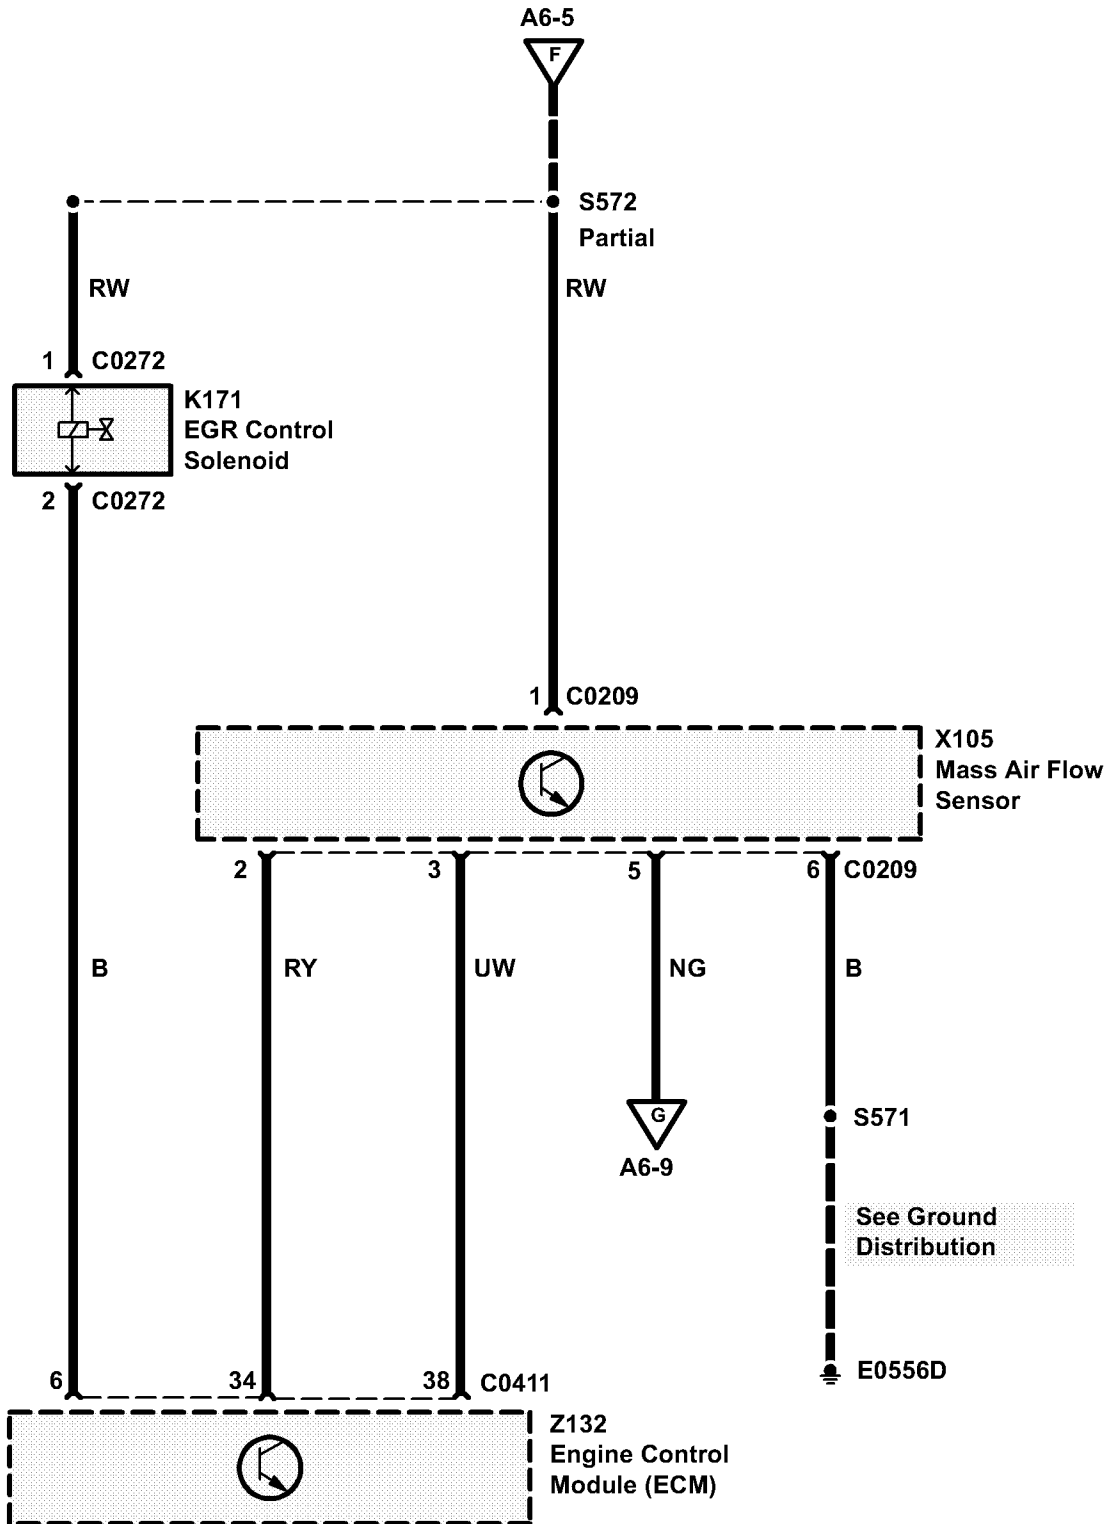 A6-5
F
S572
Partial
RW
RW
1 C0272
K171
EGR Control
Solenoid
2 C0272
1 C0209
X105
Mass Air Flow
Sensor
2 3 5 6 C0209
B RY UW NG B
G
A6-9
S571
See Ground
Distribution
E0556D
6 34 38 C0411
Z132
Engine Control
Module (ECM)